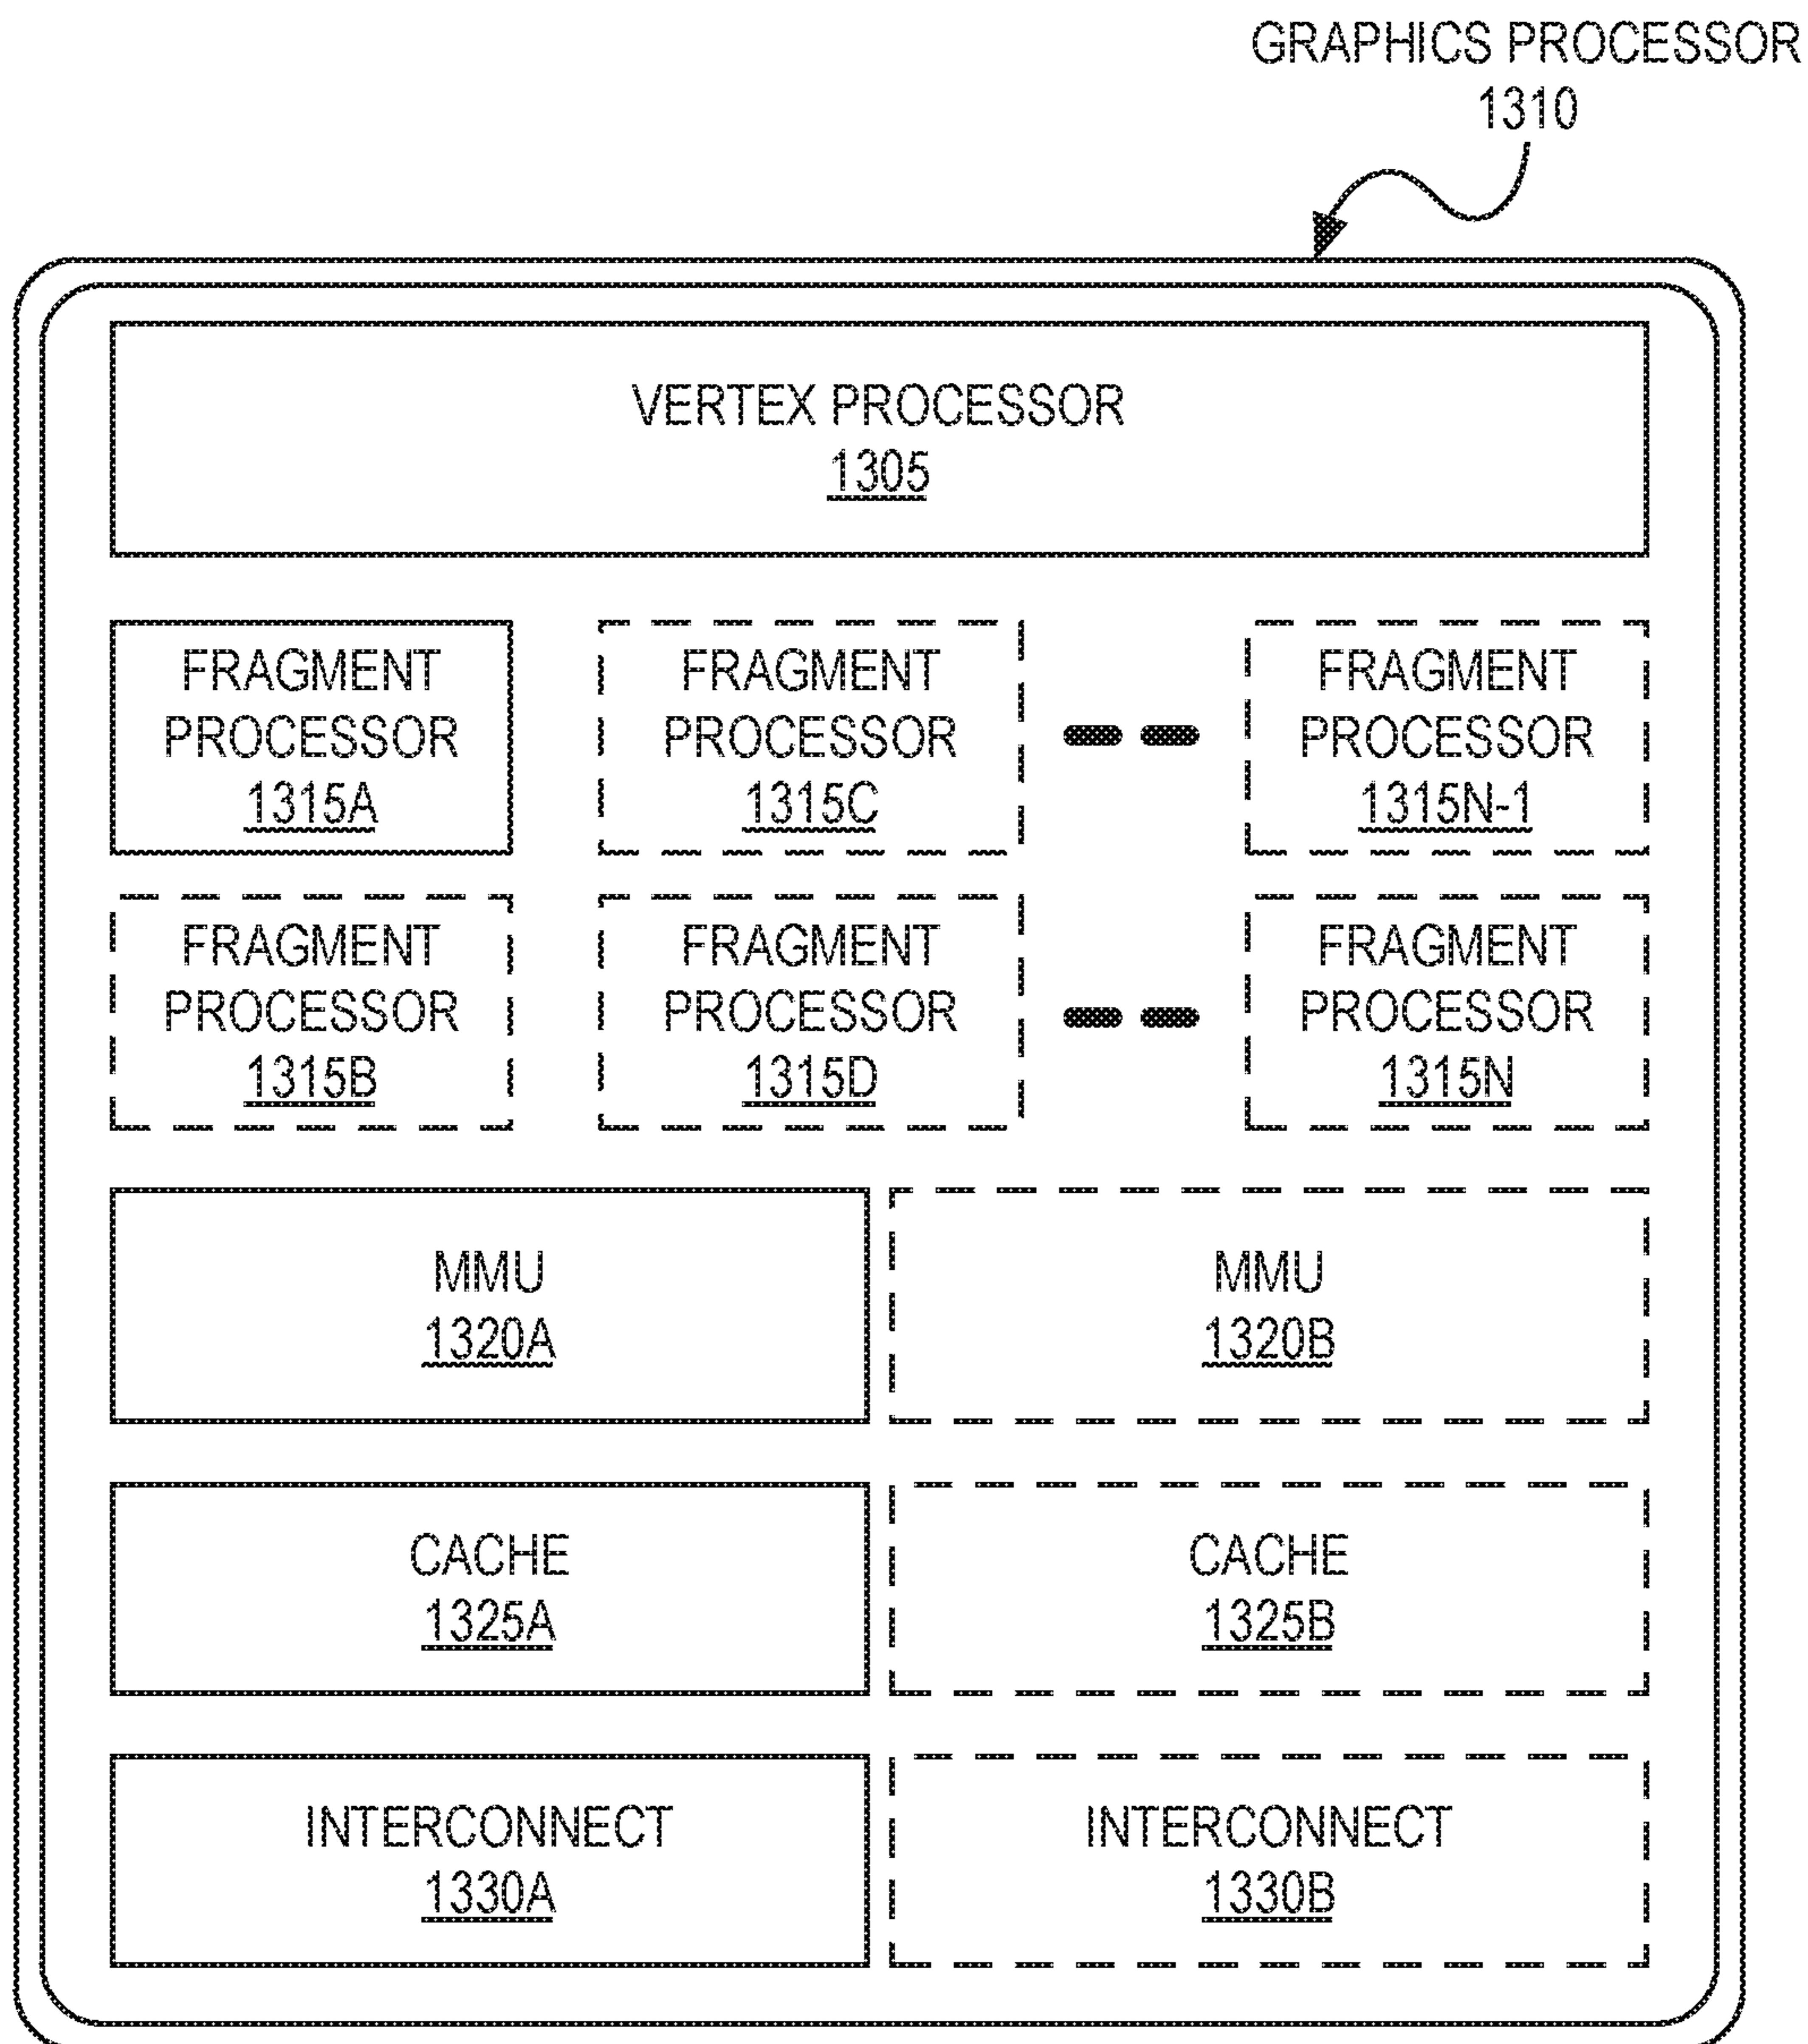 GRAPHICS PROCESSOR
1310
VERTEX PROCESSOR
1305
FRAGMENT
PROCESSOR
1315A
FRAGMENT
PROCESSOR
1315C
FRAGMENT
PROCESSOR
1315N-1
FRAGMENT
PROCESSOR
1315B
FRAGMENT
PROCESSOR
1315D
FRAGMENT
PROCESSOR
1315N
MMU
1320A
MMU
1320B
CACHE
1325A
CACHE
1325B
INTERCONNECT
1330A
INTERCONNECT
1330B